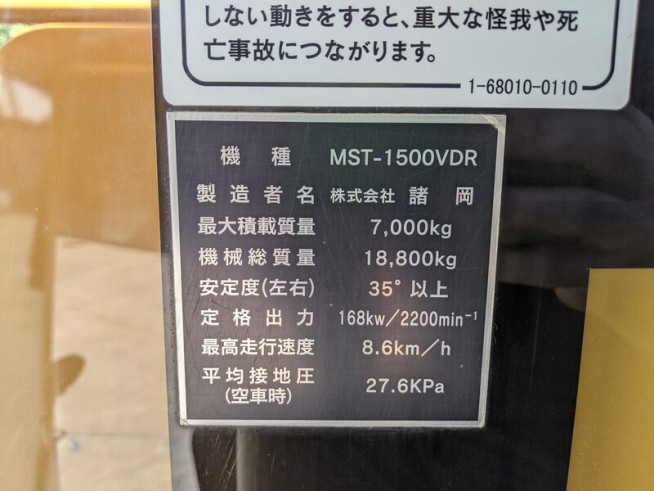 しない動きをすると、重大な怪我や死
亡事故につながります。
1-68010-0110
機種 MST-1500VDR
製造者名 株式会社 諸岡
最大積載質量 7,000kg
機械総質量 18,800kg
安定度(左右) 35°以上
定格出力 168kw/2200min⁻¹
最高走行速度 8.6km/h
平均接地圧 27.6KPa
(空車時)